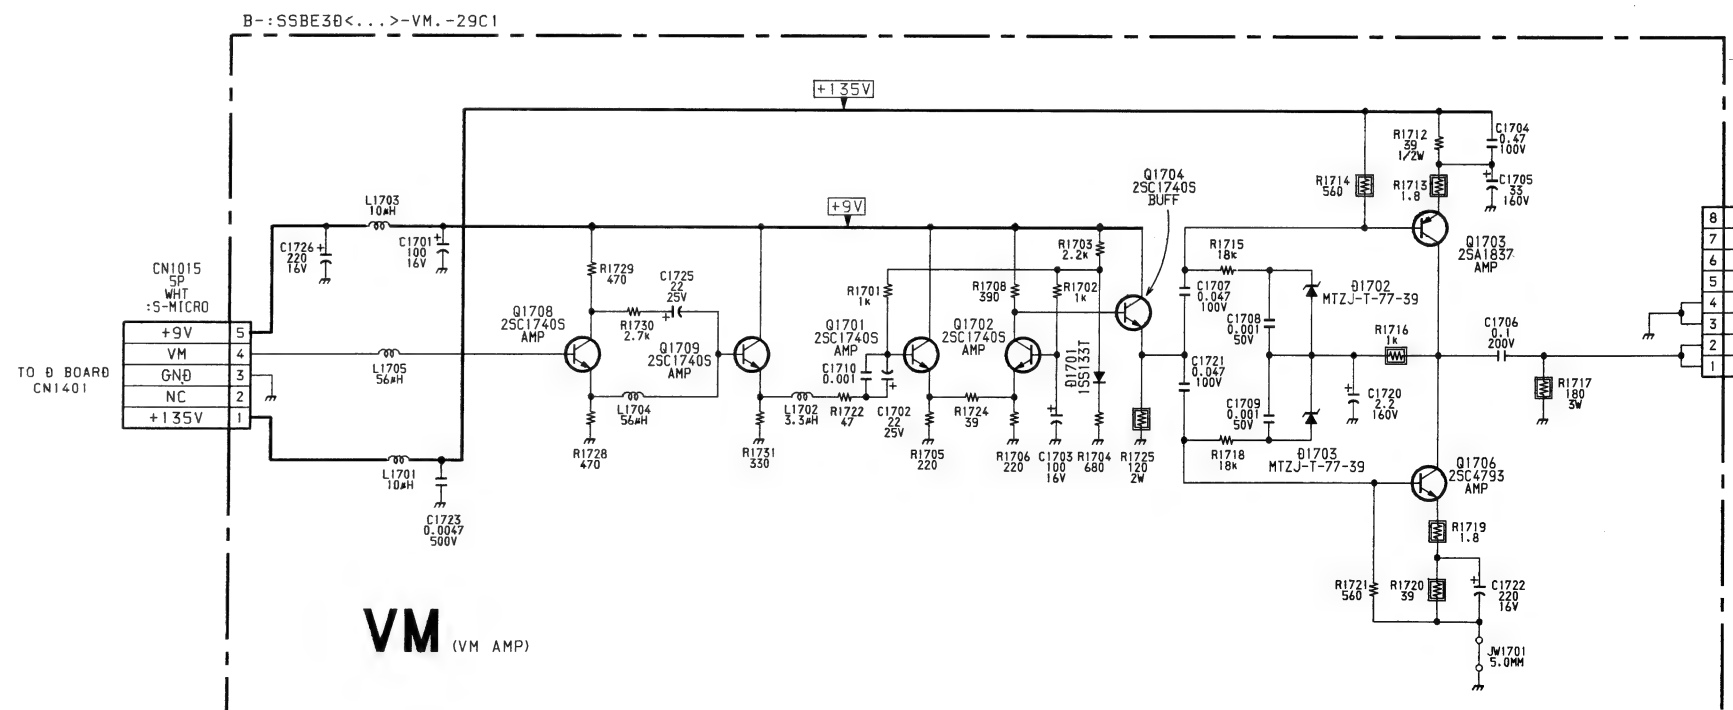 B-:SSBE3D<...>-VM.-29C1
+135V
R1712
39
1/2W
C1704
0.47
100V
R1714
560
R1713
1.8
C1705
33
160V
Q1704
2SC1740S
BUFF
L1703
10µH
+9V
C1726
220
16V
C1701
100
16V
R1703
2.2k
Q1703
2SA1837
AMP
8
7
6
5
4
3
2
1
CN1015
5P
WHT
:S-MICRO
R1729
470
C1725
22
25V
R1701
1k
R1708
390
R1702
1k
R1715
18k
C1707
0.047
100V
D1702
MTZJ-T-77-39
+9V 5
VM 4
GND 3
NC 2
+135V 1
TO D BOARD
CN1401
Q1708
2SC1740S
AMP
R1730
2.7k
Q1709
2SC1740S
AMP
Q1701
2SC1740S
AMP
Q1702
2SC1740S
AMP
C1708
0.001
50V
R1716
1k
C1706
0.1
200V
L1705
56µH
C1710
0.001
D1701
1SS133T
C1721
0.047
100V
R1717
180
3W
L1704
56µH
L1702
3.3µH
R1722
47
C1702
22
25V
R1724
39
C1709
0.001
50V
C1720
2.2
160V
R1728
470
R1731
330
R1705
220
R1706
220
C1703
100
16V
R1704
680
R1725
120
2W
R1718
18k
D1703
MTZJ-T-77-39
Q1706
2SC4793
AMP
L1701
10µH
C1723
0.0047
500V
R1719
1.8
R1721
560
R1720
39
C1722
220
16V
VM (VM AMP)
JW1701
5.0MM